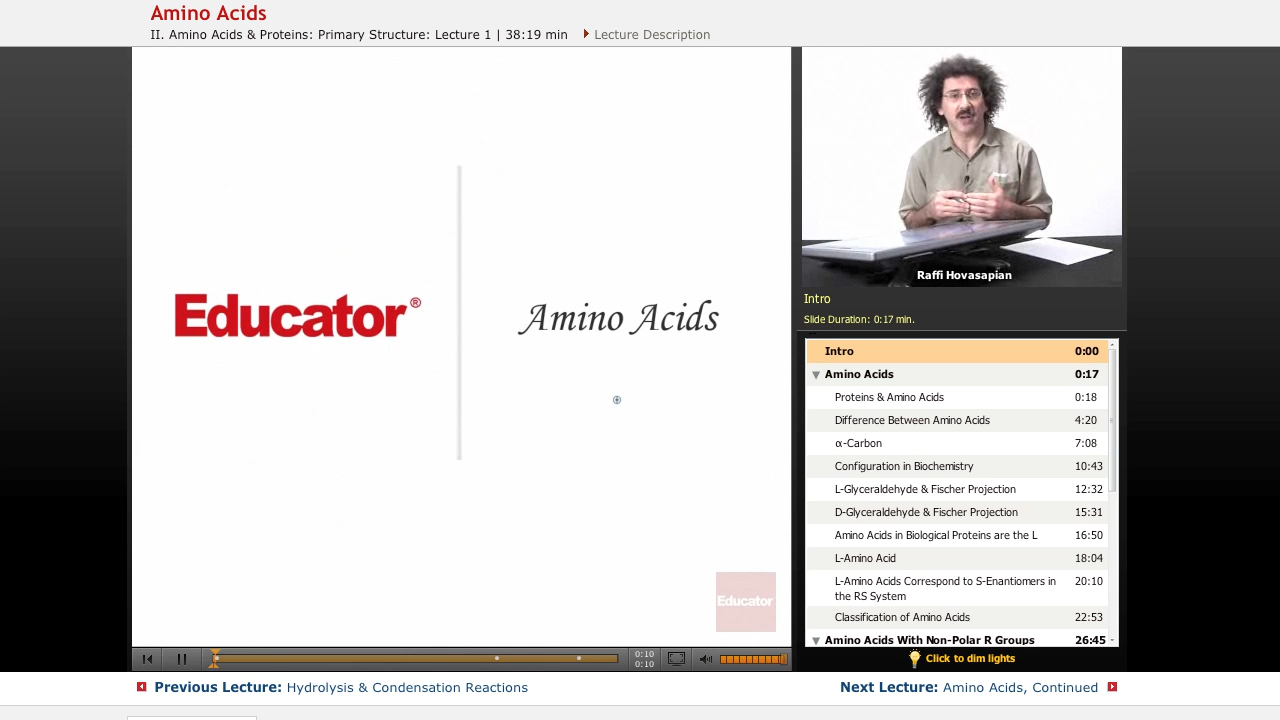 Amino Acids
II. Amino Acids & Proteins: Primary Structure: Lecture 1 | 38:19 min Lecture Description
Educator®
Amino Acids
Educator
Raffi Hovasapian
Intro
Slide Duration: 0:17 min.
Intro 0:00
Amino Acids 0:17
Proteins & Amino Acids 0:18
Difference Between Amino Acids 4:20
α-Carbon 7:08
Configuration in Biochemistry 10:43
L-Glyceraldehyde & Fischer Projection 12:32
D-Glyceraldehyde & Fischer Projection 15:31
Amino Acids in Biological Proteins are the L 16:50
L-Amino Acid 18:04
L-Amino Acids Correspond to S-Enantiomers in 20:10
the RS System
Classification of Amino Acids 22:53
Amino Acids With Non-Polar R Groups 26:45
0:10
0:10
Click to dim lights
Previous Lecture: Hydrolysis & Condensation Reactions
Next Lecture: Amino Acids, Continued